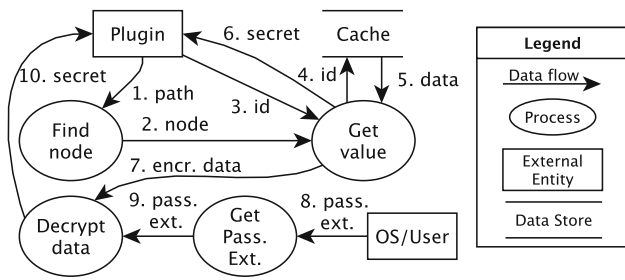 Plugin
6. secret
Cache
10. secret
4. id
5. data
1. path
3. id
Find
node
2. node
Get
value
7. encr. data
9. pass.
ext.
8. pass.
ext.
Decrypt
data
Get
Pass.
Ext.
OS/User
Legend
Data flow
Process
External
Entity
Data Store